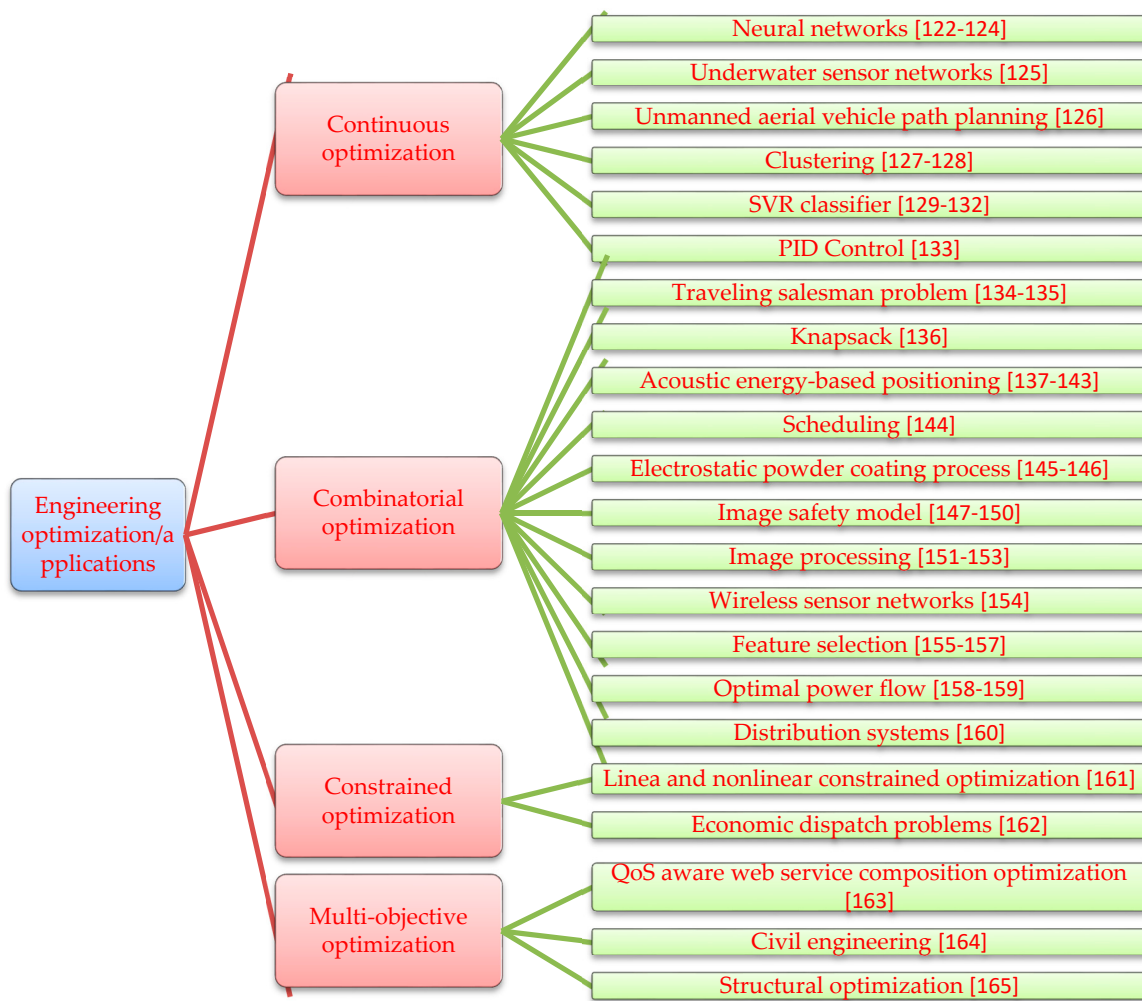 Engineering
optimization/a
pplications
Continuous
optimization
Neural networks [122-124]
Underwater sensor networks [125]
Unmanned aerial vehicle path planning [126]
Clustering [127-128]
SVR classifier [129-132]
PID Control [133]
Combinatorial
optimization
Traveling salesman problem [134-135]
Knapsack [136]
Acoustic energy-based positioning [137-143]
Scheduling [144]
Electrostatic powder coating process [145-146]
Image safety model [147-150]
Image processing [151-153]
Wireless sensor networks [154]
Feature selection [155-157]
Optimal power flow [158-159]
Distribution systems [160]
Constrained
optimization
Linea and nonlinear constrained optimization [161]
Economic dispatch problems [162]
Multi-objective
optimization
QoS aware web service composition optimization
[163]
Civil engineering [164]
Structural optimization [165]